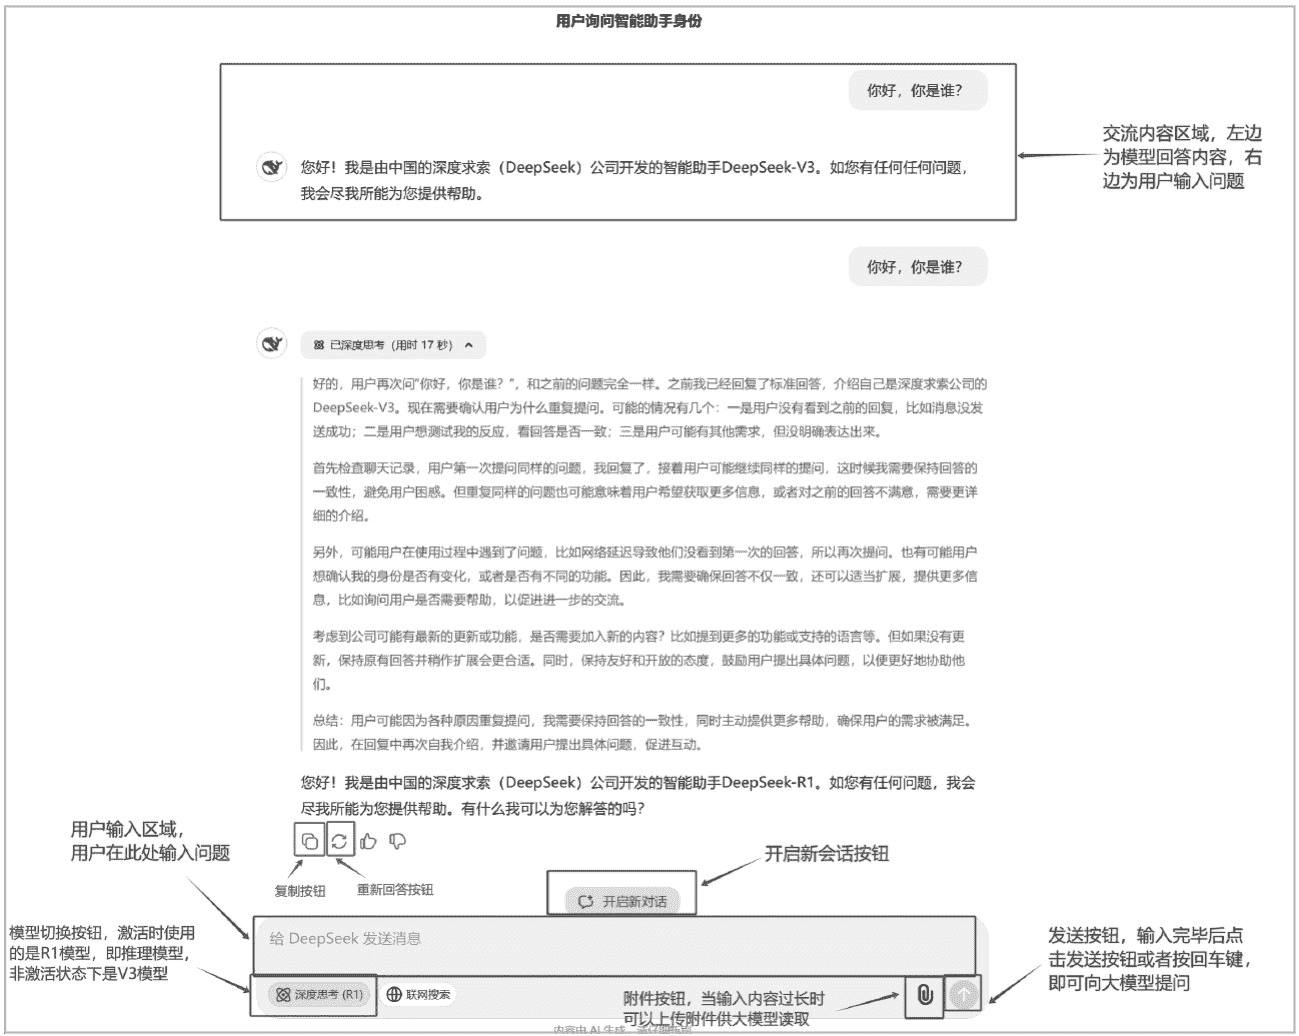 用户询问智能助手身份
你好，你是谁？
您好！我是由中国的深度求索（DeepSeek）公司开发的智能助手DeepSeek-V3。如您有任何任何问题，
我会尽我所能为您提供帮助。
交流内容区域，左边
为模型回答内容，右
边为用户输入问题
你好，你是谁？
已深度思考（用时 17 秒）
好的，用户再次问"你好，你是谁？"，和之前的问题完全一样。之前我已经回复了标准回答，介绍自己是深度求索公司的
DeepSeek-V3。现在需要确认用户为什么重复提问。可能的情况有几个：一是用户没有看到之前的回复，比如消息没发
送成功；二是用户想测试我的反应，看回答是否一致；三是用户可能有其他需求，但没明确表达出来。
首先检查聊天记录，用户第一次提问同样的问题，我回复了，接着用户可能继续同样的提问，这时候我需要保持回答的
一致性，避免用户困惑。但重复同样的问题也可能意味着用户希望获取更多信息，或者对之前的回答不满意，需要更详
细的介绍。
另外，可能用户在使用过程中遇到了问题，比如网络延迟导致他们没看到第一次的回答，所以再次提问。也有可能用户
想确认我的身份是否有变化，或者是否有不同的功能。因此，我需要确保回答不仅一致，还可以适当扩展，提供更多信
息，比如询问用户是否需要帮助，以促进进一步的交流。
考虑到公司可能有最新的更新或功能，是否需要加入新的内容？比如提到更多的功能或支持的语言等。但如果没有更
新，保持原有回答并稍作扩展会更合适。同时，保持友好和开放的态度，鼓励用户提出具体问题，以便更好地协助他
们。
总结：用户可能因为各种原因重复提问，我需要保持回答的一致性，同时主动提供更多帮助，确保用户的需求被满足。
因此，在回复中再次自我介绍，并邀请用户提出具体问题，促进互动。
您好！我是由中国的深度求索（DeepSeek）公司开发的智能助手DeepSeek-R1。如您有任何问题，我会
尽我所能为您提供帮助。有什么我可以为您解答的吗？
用户输入区域，
用户在此处输入问题
复制按钮
重新回答按钮
开启新会话按钮
开启新对话
给 DeepSeek 发送消息
模型切换按钮，激活时使用
的是R1模型，即推理模型，
非激活状态下是V3模型
深度思考 (R1)
联网搜索
附件按钮，当输入内容过长时
可以上传附件供大模型读取
发送按钮，输入完毕后点
击发送按钮或者按回车键，
即可向大模型提问
内容由 AI 生成